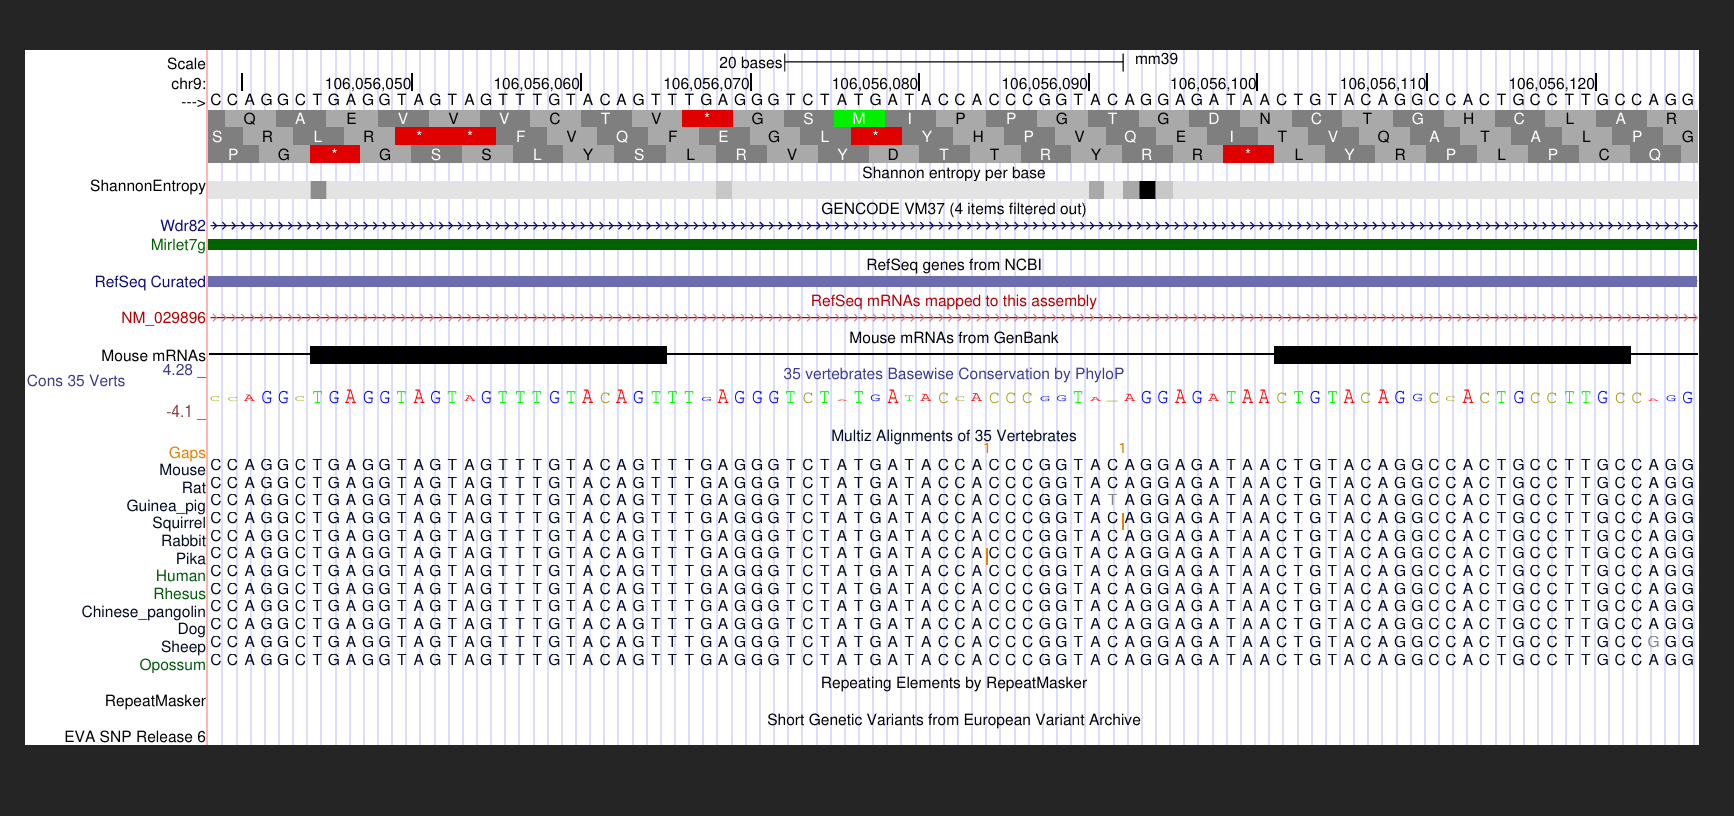 Scale 20 bases mm39
chr9: 106,056,050 106,056,060 106,056,070 106,056,080 106,056,090 106,056,100 106,056,110 106,056,120
---> C C A G G C T G A G G T A G T A G T T T G T A C A G T T T G A G G G T C T A T G A T A C C A C C C G G T A C A G G A G A T A A C T G T A C A G G C C A C T G C C T T G C C A G G
Q A E V V V C T V * G S M I P P G T G D N C T G H C L A R
S R L R * * F V Q F E G L * Y H P V Q E I T V Q A T A L P G
P G * G S S L Y S L R V Y D T T R Y R R * L Y R P L P C Q
Shannon entropy per base
ShannonEntropy
GENCODE VM37 (4 items filtered out)
Wdr82
Mirlet7g
RefSeq genes from NCBI
RefSeq Curated
RefSeq mRNAs mapped to this assembly
NM_029896
Mouse mRNAs from GenBank
Mouse mRNAs
4.28 _
35 vertebrates Basewise Conservation by PhyloP
Cons 35 Verts
C C A G G C T G A G G T A G T A G T T T G T A C A G T T T G A G G G T C T A T G A T A C C A C C C G G T A C A G G A G A T A A C T G T A C A G G C C A C T G C C T T G C C A G G
-4.1 _
Multiz Alignments of 35 Vertebrates
Gaps 1 1
Mouse C C A G G C T G A G G T A G T A G T T T G T A C A G T T T G A G G G T C T A T G A T A C C A C C C G G T A C A G G A G A T A A C T G T A C A G G C C A C T G C C T T G C C A G G
Rat C C A G G C T G A G G T A G T A G T T T G T A C A G T T T G A G G G T C T A T G A T A C C A C C C G G T A C A G G A G A T A A C T G T A C A G G C C A C T G C C T T G C C A G G
Guinea_pig C C A G G C T G A G G T A G T A G T T T G T A C A G T T T G A G G G T C T A T G A T A C C A C C C G G T A T A G G A G A T A A C T G T A C A G G C C A C T G C C T T G C C A G G
Squirrel C C A G G C T G A G G T A G T A G T T T G T A C A G T T T G A G G G T C T A T G A T A C C A C C C G G T A C A G G A G A T A A C T G T A C A G G C C A C T G C C T T G C C A G G
Rabbit C C A G G C T G A G G T A G T A G T T T G T A C A G T T T G A G G G T C T A T G A T A C C A C C C G G T A C A G G A G A T A A C T G T A C A G G C C A C T G C C T T G C C A G G
Pika C C A G G C T G A G G T A G T A G T T T G T A C A G T T T G A G G G T C T A T G A T A C C A C C C G G T A C A G G A G A T A A C T G T A C A G G C C A C T G C C T T G C C A G G
Human C C A G G C T G A G G T A G T A G T T T G T A C A G T T T G A G G G T C T A T G A T A C C A C C C G G T A C A G G A G A T A A C T G T A C A G G C C A C T G C C T T G C C A G G
Rhesus C C A G G C T G A G G T A G T A G T T T G T A C A G T T T G A G G G T C T A T G A T A C C A C C C G G T A C A G G A G A T A A C T G T A C A G G C C A C T G C C T T G C C A G G
Chinese_pangolin C C A G G C T G A G G T A G T A G T T T G T A C A G T T T G A G G G T C T A T G A T A C C A C C C G G T A C A G G A G A T A A C T G T A C A G G C C A C T G C C T T G C C A G G
Dog C C A G G C T G A G G T A G T A G T T T G T A C A G T T T G A G G G T C T A T G A T A C C A C C C G G T A C A G G A G A T A A C T G T A C A G G C C A C T G C C T T G C C A G G
Sheep C C A G G C T G A G G T A G T A G T T T G T A C A G T T T G A G G G T C T A T G A T A C C A C C C G G T A C A G G A G A T A A C T G T A C A G G C C A C T G C C T T G C C G G G
Opossum C C A G G C T G A G G T A G T A G T T T G T A C A G T T T G A G G G T C T A T G A T A C C A C C C G G T A C A G G A G A T A A C T G T A C A G G C C A C T G C C T T G C C A G G
Repeating Elements by RepeatMasker
RepeatMasker
Short Genetic Variants from European Variant Archive
EVA SNP Release 6